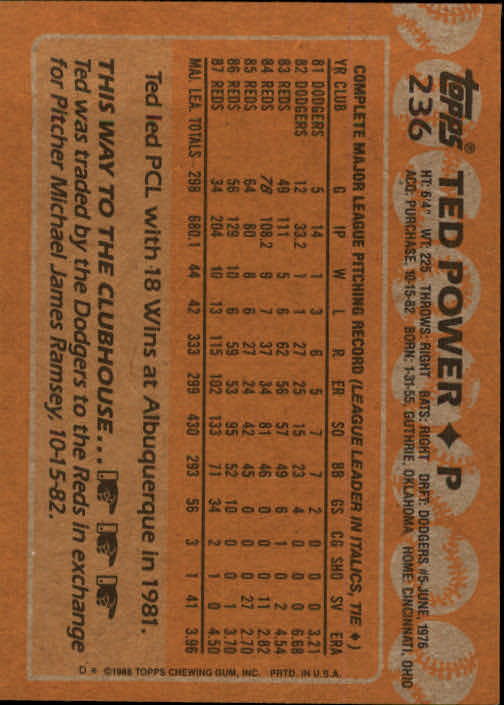 topps®
236
TED POWER ♦ P
HT: 6'4" WT: 225 THROWS: RIGHT BATS: RIGHT DRFT: DODGERS #5-JUNE, 1976
ACQ: PURCHASE, 10-15-82 BORN: 1-31-55, GUTHRIE, OKLAHOMA HOME: CINCINNATI, OHIO
COMPLETE MAJOR LEAGUE PITCHING RECORD (LEAGUE LEADER IN ITALICS, TIE ♦)
YR CLUB G IP W L R ER SO BB GS CG SHO SV ERA
81 DODGERS 5 14 1 3 6 5 7 7 2 0 0 0 3.21
82 DODGERS 12 33.2 1 1 27 25 15 23 4 0 0 0 6.68
83 REDS 49 111 5 6 62 56 57 49 6 1 0 2 4.54
84 REDS 78 108.2 9 7 37 34 81 46 0 0 0 11 2.82
85 REDS 64 80 8 6 27 24 42 45 0 0 0 27 2.70
86 REDS 56 129 10 6 59 53 95 52 10 0 0 1 3.70
87 REDS 34 204 10 13 115 102 133 71 34 2 1 0 4.50
MAJ. LEA. TOTALS 298 680.1 44 42 333 299 430 293 56 3 1 41 3.96
Ted led PCL with 18 Wins at Albuquerque in 1981.
THIS WAY TO THE CLUBHOUSE...
Ted was traded by the Dodgers to the Reds in exchange
for Pitcher Michael James Ramsey, 10-15-82.
D* ©1988 TOPPS CHEWING GUM, INC. PRTD. IN U.S.A.